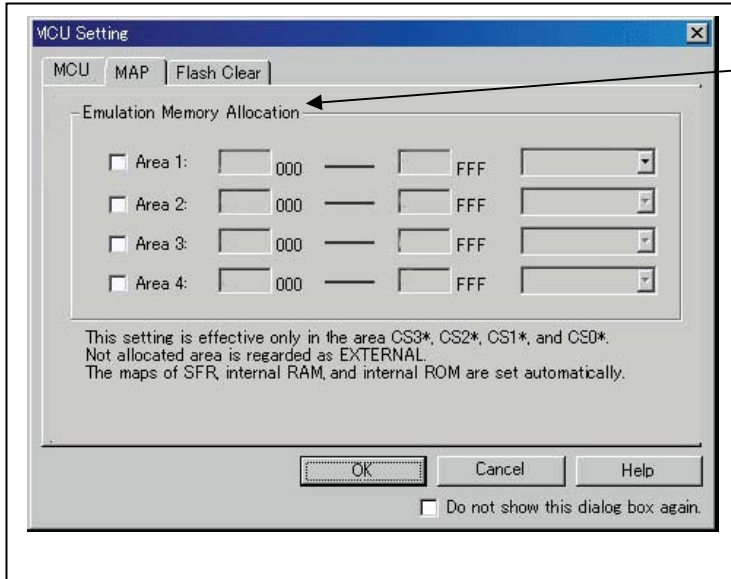 MCU Setting
MCU MAP Flash Clear
Emulation Memory Allocation
Area 1: 000 FFF
Area 2: 000 FFF
Area 3: 000 FFF
Area 4: 000 FFF
This setting is effective only in the area CS3*, CS2*, CS1*, and CS0*.
Not allocated area is regarded as EXTERNAL.
The maps of SFR, internal RAM, and internal ROM are set automatically.
OK Cancel Help
Do not show this dialog box again.